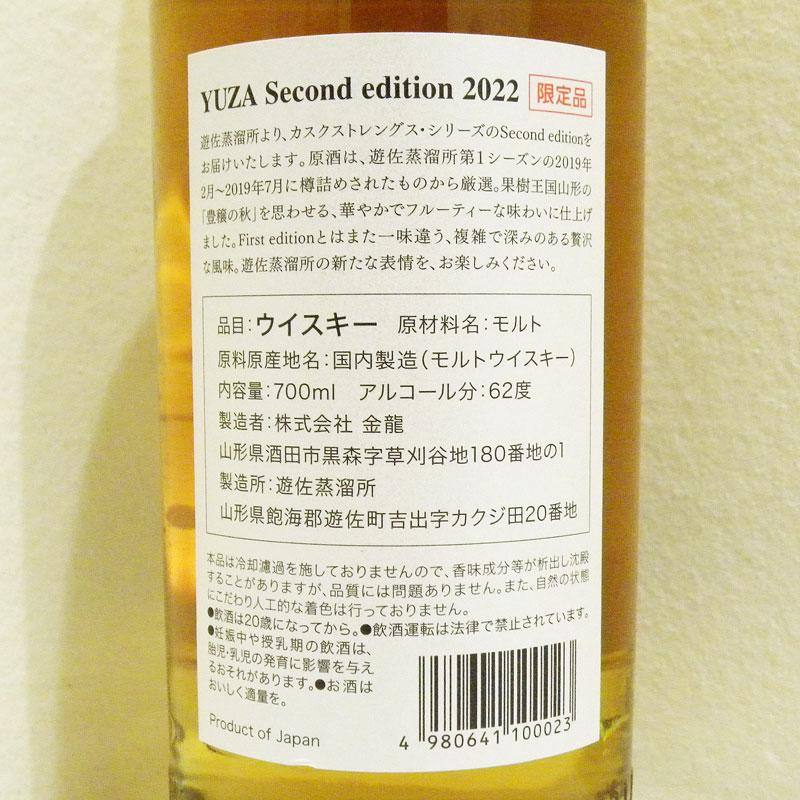 YUZA Second edition 2022 限定品
遊佐蒸溜所より、カスクストレングス・シリーズのSecond editionを
お届けいたします。原酒は、遊佐蒸溜所第1シーズンの2019年
2月~2019年7月に樽詰めされたものから厳選。果樹王国山形の
「豊穣の秋」を思わせる、華やかでフルーティーな味わいに仕上げ
ました。First editionとはまた一味違う、複雑で深みのある贅沢
な風味。遊佐蒸溜所の新たな表情を、お楽しみください。
品目:ウイスキー 原材料名:モルト
原料原産地名:国内製造(モルトウイスキー)
内容量:700ml アルコール分:62度
製造者:株式会社 金龍
山形県酒田市黒森字草刈谷地180番地の1
製造所:遊佐蒸溜所
山形県飽海郡遊佐町吉出字カクジ田20番地
本品は冷却濾過を施しておりませんので、香味成分等が析出し沈殿
することがありますが、品質には問題ありません。また、自然の状態
にこだわり人工的な着色は行っておりません。
●飲酒は20歳になってから。●飲酒運転は法律で禁止されています。
●妊娠中や授乳期の飲酒は、
胎児・乳児の発育に影響を与え
るおそれがあります。●お酒は
おいしく適量を。
Product of Japan
4 980641 100023